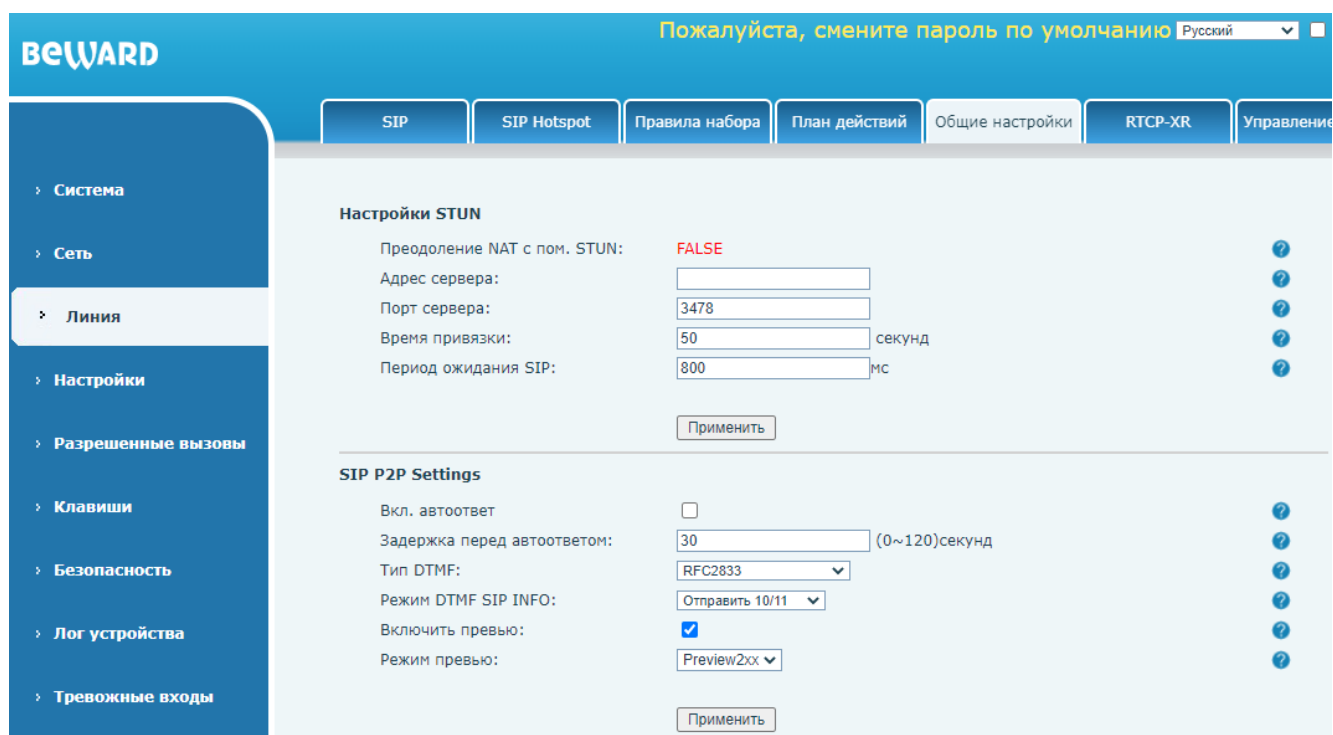 Пожалуйста, смените пароль по умолчанию Русский
BEWARD
SIP SIP Hotspot Правила набора План действий Общие настройки RTCP-XR Управление
Система
Сеть
Линия
Настройки
Разрешенные вызовы
Клавиши
Безопасность
Лог устройства
Тревожные входы
Настройки STUN
Преодоление NAT с пом. STUN: FALSE
Адрес сервера:
Порт сервера: 3478
Время привязки: 50 секунд
Период ожидания SIP: 800 мс
Применить
SIP P2P Settings
Вкл. автоответ
Задержка перед автоответом: 30 (0~120)секунд
Тип DTMF: RFC2833
Режим DTMF SIP INFO: Отправить 10/11
Включить превью:
Режим превью: Preview2xx
Применить